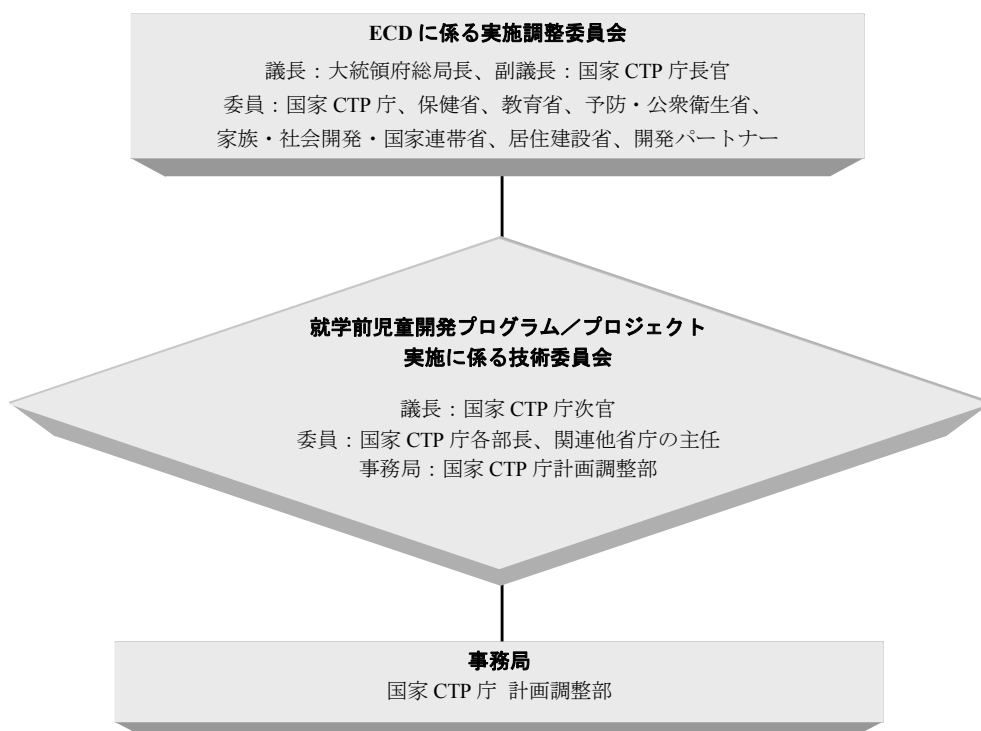 ECD に係る実施調整委員会
議長：大統領府総局長、副議長：国家 CTP 庁長官
委員：国家 CTP 庁、保健省、教育省、予防・公衆衛生省、
家族・社会開発・国家連帯省、居住建設省、開発パートナー
就学前児童開発プログラム／プロジェクト
実施に係る技術委員会
議長：国家 CTP 庁次官
委員：国家 CTP 庁各部長、関連他省庁の主任
事務局：国家 CTP 庁計画調整部
事務局
国家 CTP 庁 計画調整部